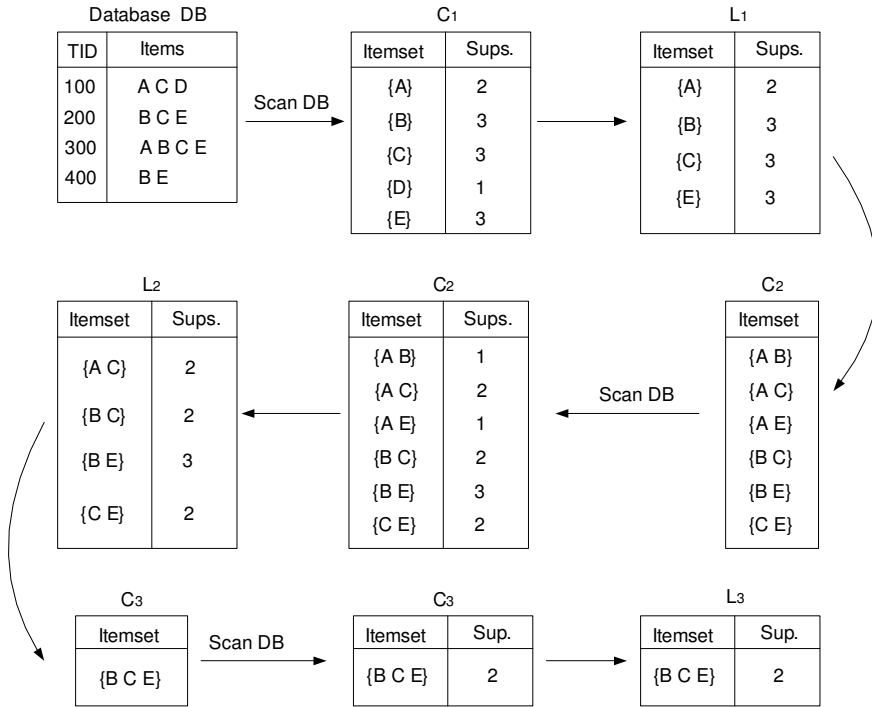 Database DB
TID Items
100 A C D
200 B C E
300 A B C E
400 B E
Scan DB
C1
Itemset Sups.
{A} 2
{B} 3
{C} 3
{D} 1
{E} 3
L1
Itemset Sups.
{A} 2
{B} 3
{C} 3
{E} 3
C2
Itemset
{A B}
{A C}
{A E}
{B C}
{B E}
{C E}
Scan DB
C2
Itemset Sups.
{A B} 1
{A C} 2
{A E} 1
{B C} 2
{B E} 3
{C E} 2
L2
Itemset Sups.
{A C} 2
{B C} 2
{B E} 3
{C E} 2
C3
Itemset
{B C E}
Scan DB
C3
Itemset Sup.
{B C E} 2
L3
Itemset Sup.
{B C E} 2